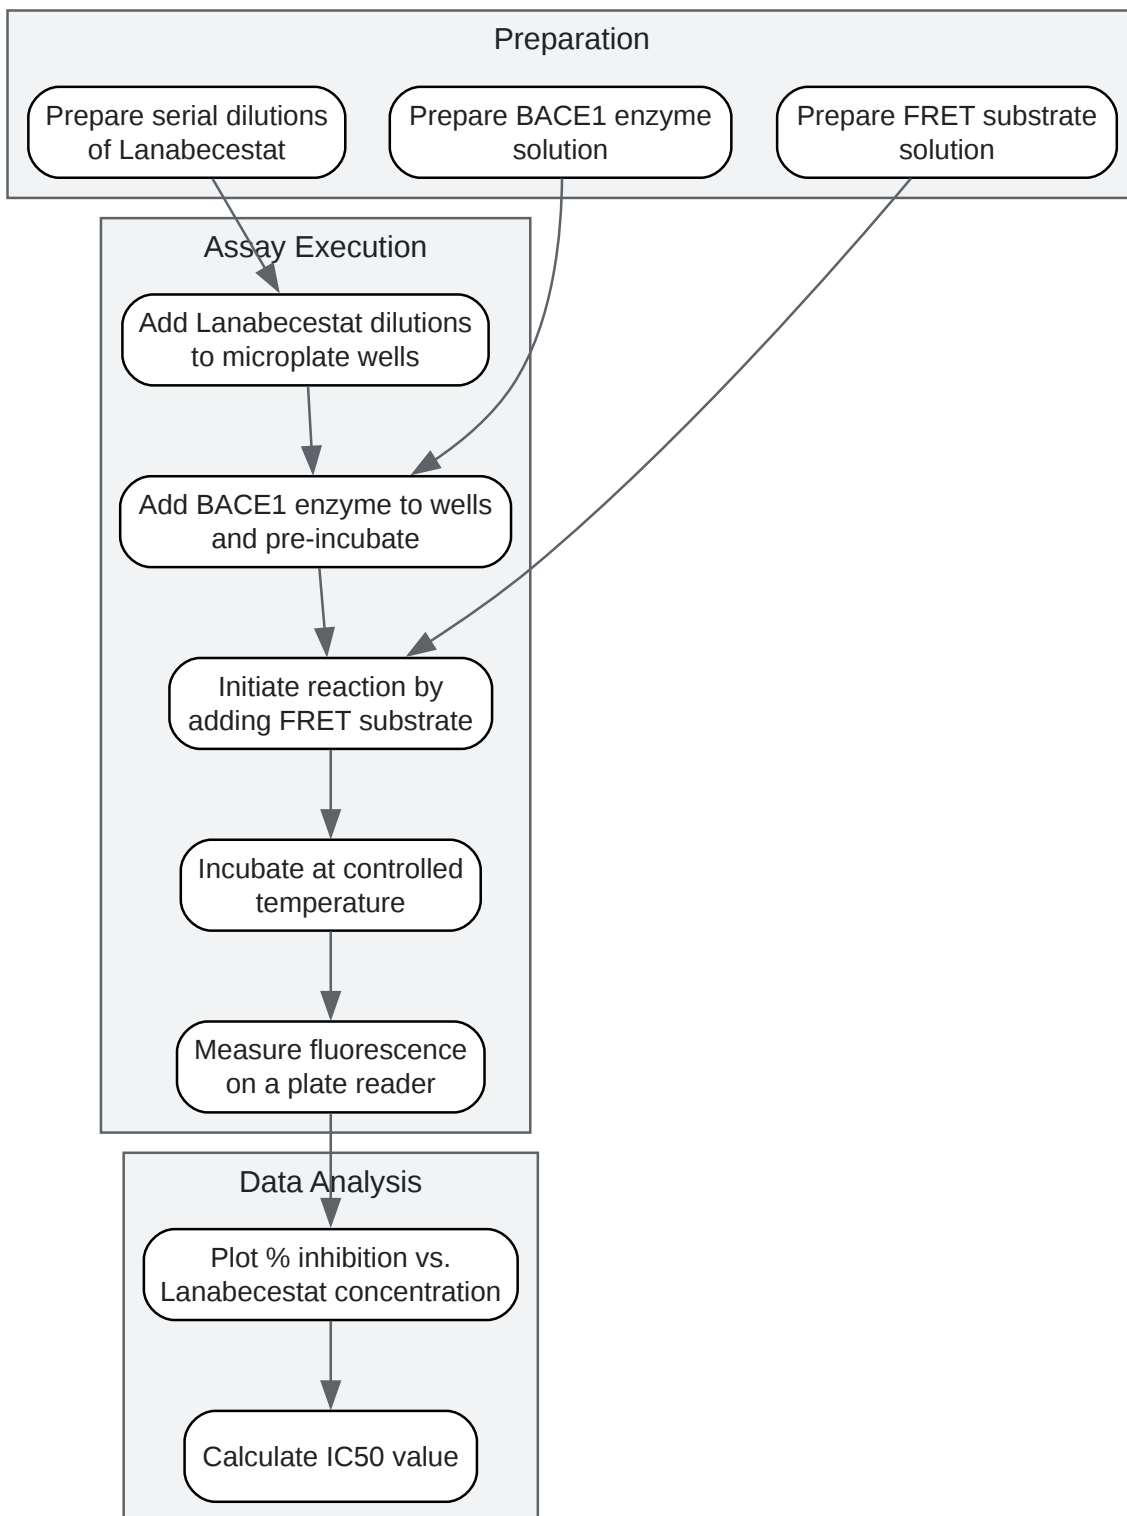 Preparation
Prepare serial dilutions
of Lanabecestat
Prepare BACE1 enzyme
solution
Prepare FRET substrate
solution
Assay Execution
Add Lanabecestat dilutions
to microplate wells
Add BACE1 enzyme to wells
and pre-incubate
Initiate reaction by
adding FRET substrate
Incubate at controlled
temperature
Measure fluorescence
on a plate reader
Data Analysis
Plot % inhibition vs.
Lanabecestat concentration
Calculate IC50 value